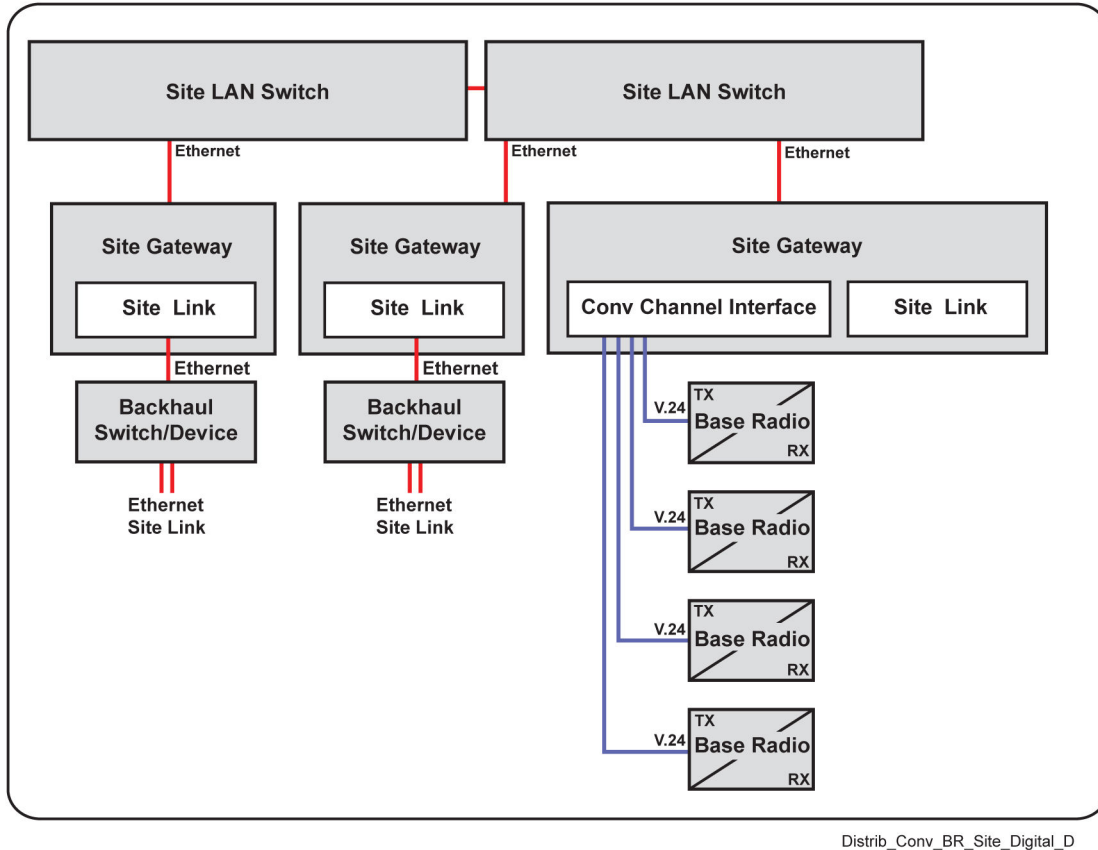 Site LAN Switch
Site LAN Switch
Ethernet
Ethernet
Ethernet
Site Gateway
Site Link
Site Gateway
Site Link
Site Gateway
Conv Channel Interface
Site Link
Ethernet
Ethernet
Backhaul
Switch/Device
Backhaul
Switch/Device
Ethernet
Site Link
Ethernet
Site Link
V.24
TX
Base Radio
RX
V.24
TX
Base Radio
RX
V.24
TX
Base Radio
RX
V.24
TX
Base Radio
RX
Distrib_Conv_BR_Site_Digital_D